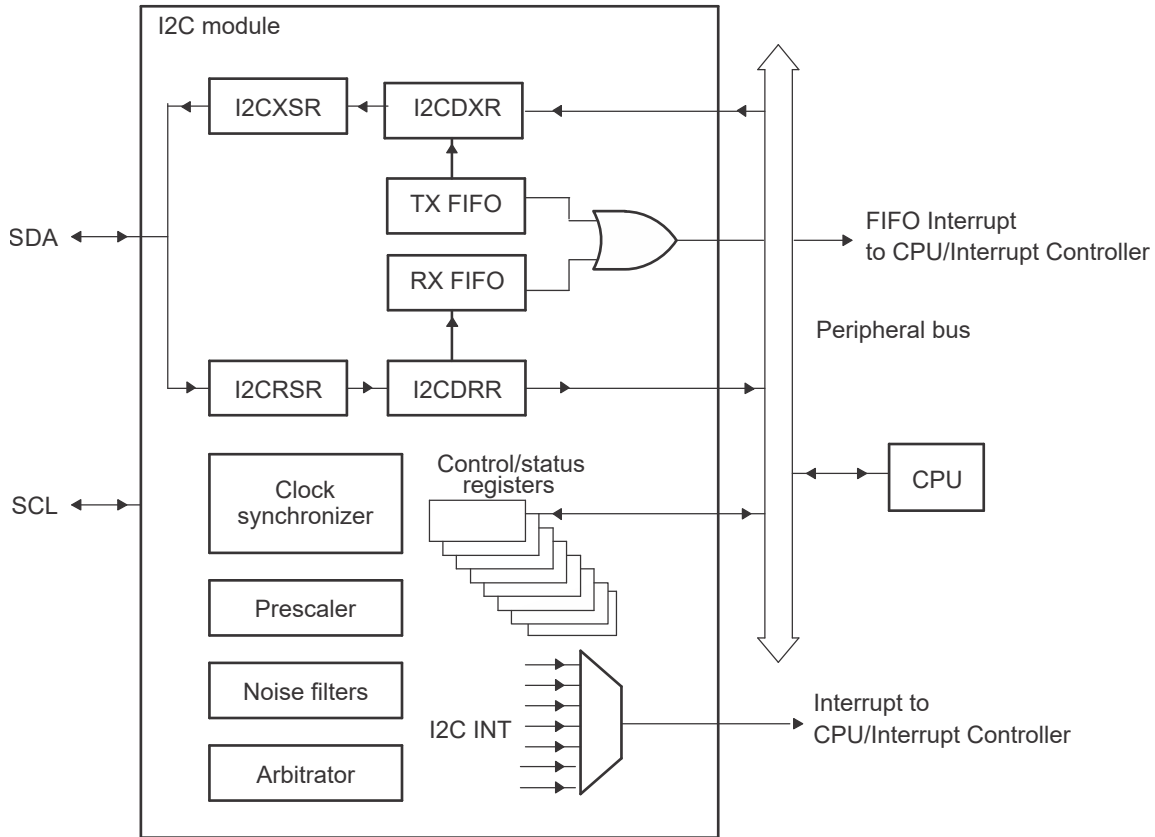 I2C module
I2CXSR
I2CDXR
TX FIFO
SDA
FIFO Interrupt
to CPU/Interrupt Controller
RX FIFO
Peripheral bus
I2CRSR
I2CDRR
Control/status
registers
CPU
SCL
Clock
synchronizer
Prescaler
Noise filters
I2C INT
Interrupt to
CPU/Interrupt Controller
Arbitrator